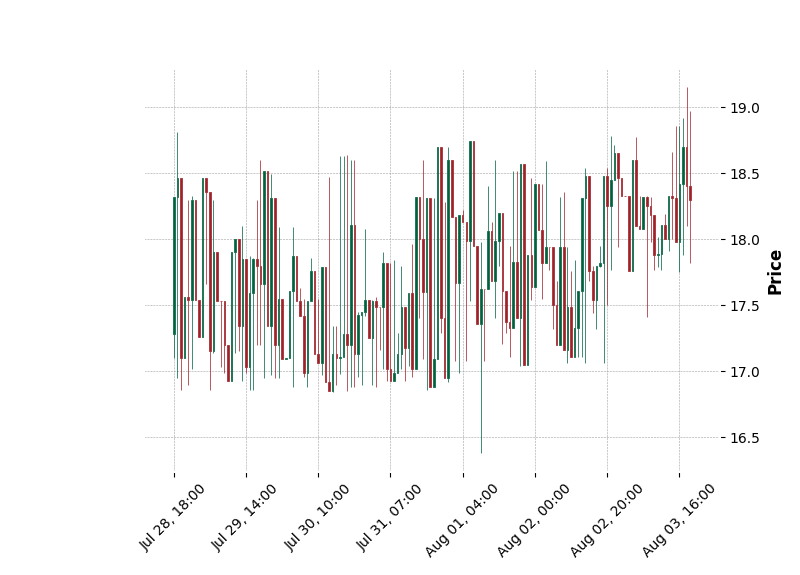 19.0
18.5
18.0
17.5
17.0
16.5
Price
Jul 28, 18:00
Jul 29, 14:00
Jul 30, 10:00
Jul 31, 07:00
Aug 01, 04:00
Aug 02, 00:00
Aug 02, 20:00
Aug 03, 16:00